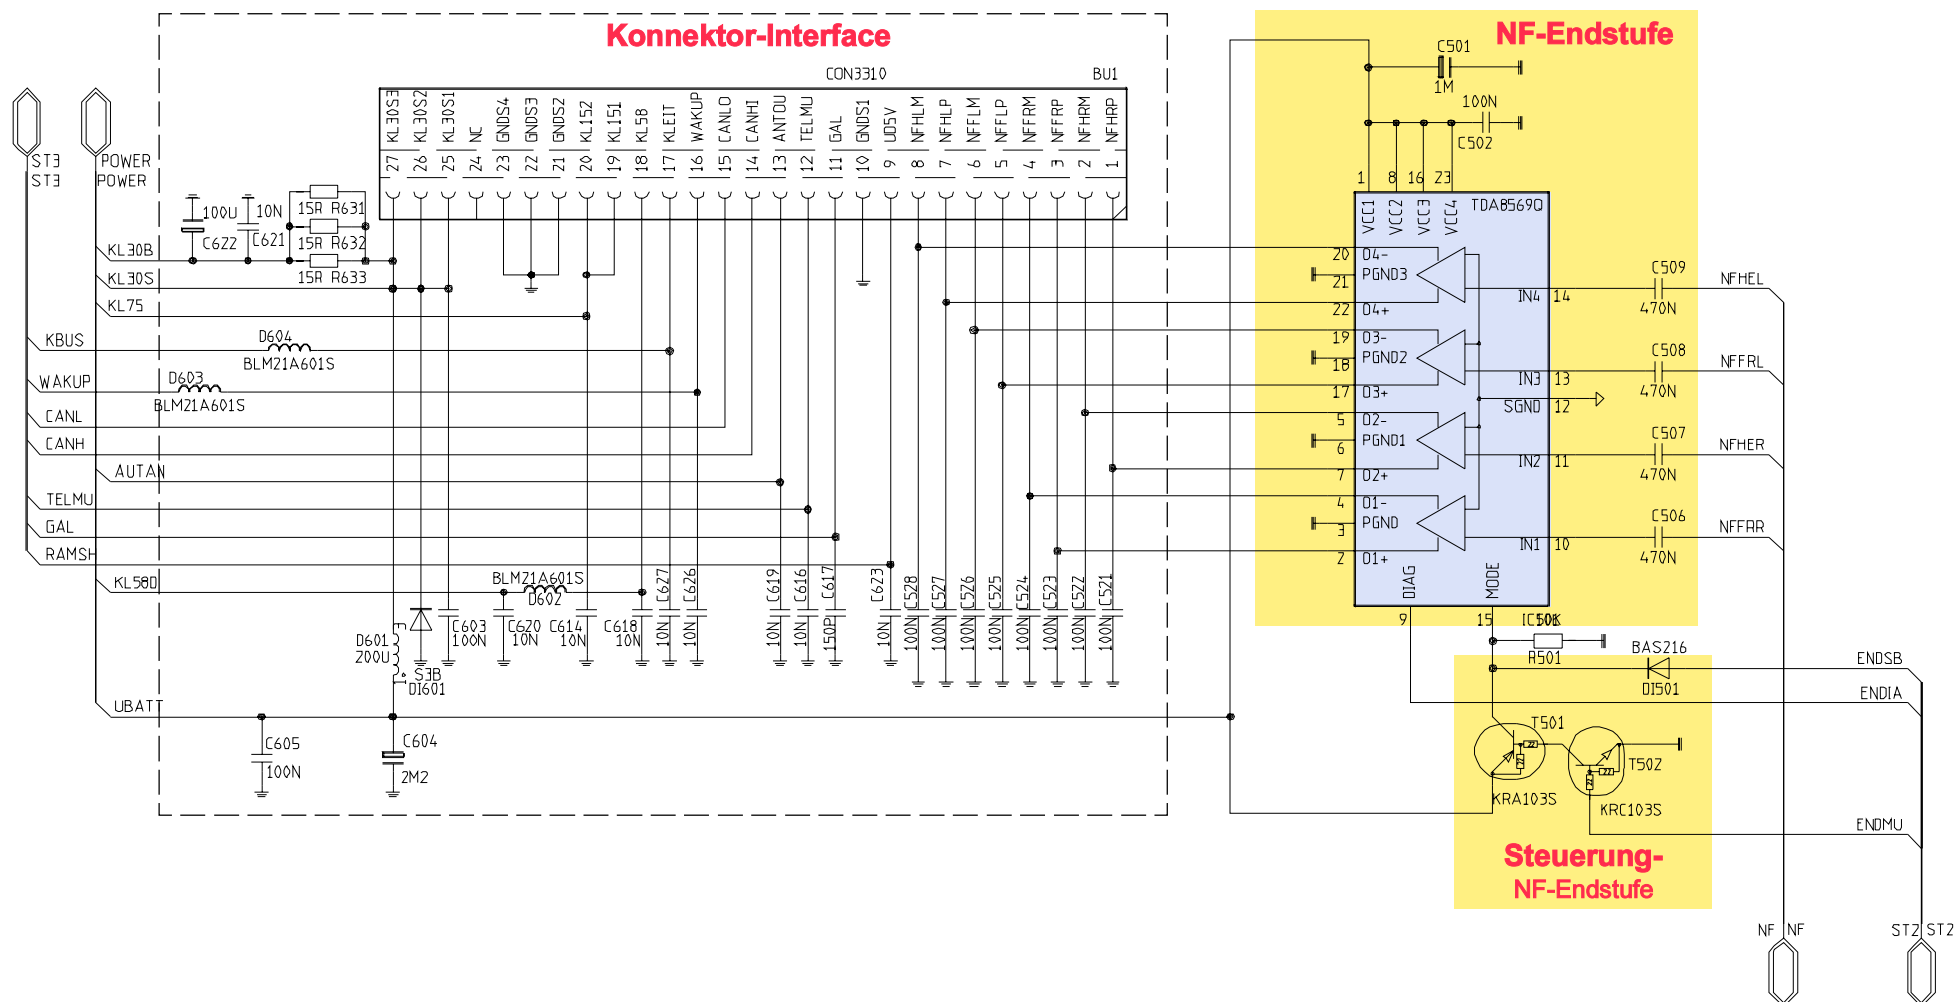 Konnektor-Interface
NF-Endstufe
CON3310
BU1
27 KL30S3
26 KL30S2
25 KL30S1
24 NC
23 GNDS4
22 GNDS3
21 GNDS2
20 KL152
19 KL151
18 KL58
17 KLEIT
16 WAKUP
15 CANLO
14 CANHI
13 ANTOU
12 TELMU
11 GAL
10 GNDS1
9 UD5V
8 NFHLM
7 NFHLP
6 NFFLM
5 NFFLP
4 NFFRM
3 NFFRP
2 NFHRM
1 NFHRP
ST3
ST3
POWER
POWER
100U
C622
10N
C621
15R R631
15R R632
15R R633
KL30B
KL30S
KL75
KBUS
D604
BLM21A601S
WAKUP
D603
BLM21A601S
CANL
CANH
AUTAN
TELMU
GAL
RAMSH
KL58D
BLM21A601S
D602
D601
200U
S3B
DI601
C603
100N
C620
10N
C614
10N
C618
10N
C627
10N
C626
10N
C619
10N
C616
10N
C617
150P
C623
10N
C528
100N
C527
100N
C526
100N
C525
100N
C524
100N
C523
100N
C522
100N
C521
100N
UBATT
C605
100N
C604
2M2
C501
1M
100N
C502
1 8 16 23
VCC1
VCC2
VCC3
VCC4
TDA8569Q
20 O4-
21 PGND3
22 O4+
19 O3-
18 PGND2
17 O3+
5 O2-
6 PGND1
7 O2+
4 O1-
3 PGND
2 O1+
IN4 14
IN3 13
SGND 12
IN2 11
IN1 10
DIAG
MODE
9
15
C509
470N
NFHEL
C508
470N
NFFRL
C507
470N
NFHER
C506
470N
NFFRR
R501
BAS216
DI501
ENDSB
ENDIA
T501
KRA103S
22
22
T502
KRC103S
22
22
ENDMU
Steuerung-
NF-Endstufe
NF NF
ST2 ST2